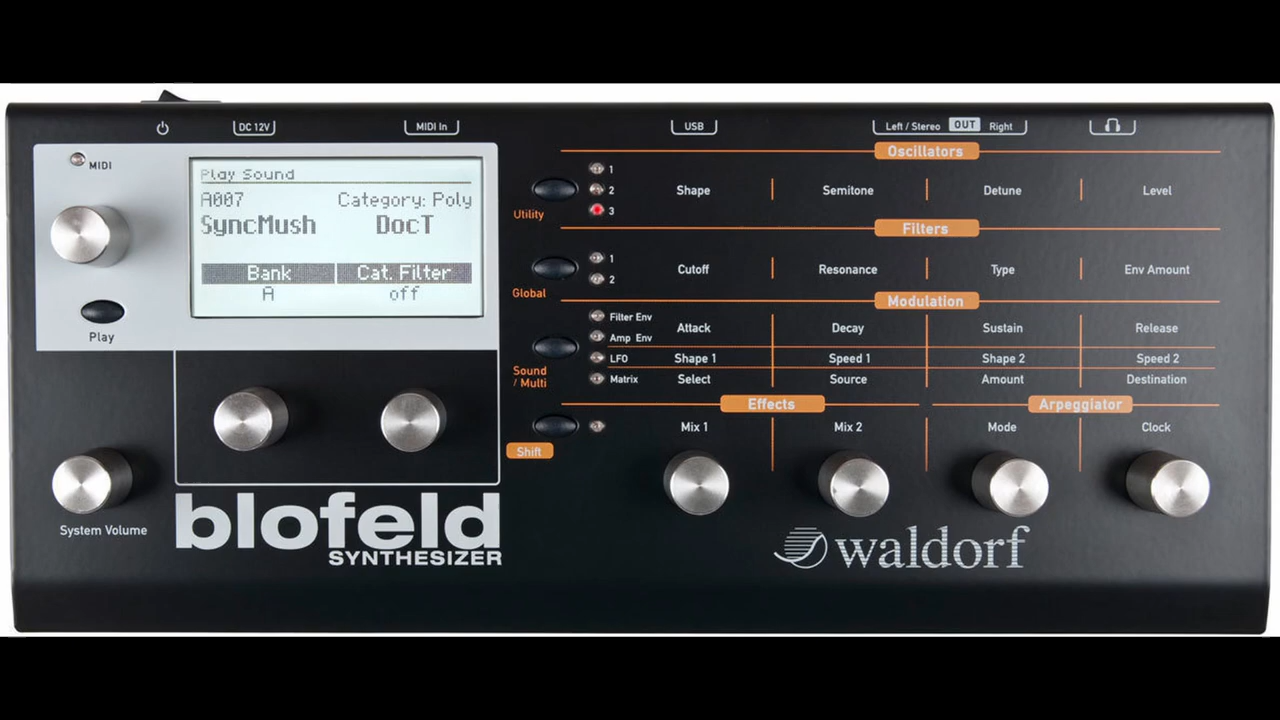 DC 12V MIDI In USB Left / Stereo OUT Right
MIDI
Play Sound
A007 Category: Poly
SyncMush DocT
Bank Cat. Filter
A off
Play
System Volume
blofeld
SYNTHESIZER
Oscillators
1
2
3
Utility
Shape Semitone Detune Level
Filters
1
2
Global
Cutoff Resonance Type Env Amount
Modulation
Filter Env
Amp Env
Attack Decay Sustain Release
LFO Shape 1 Speed 1 Shape 2 Speed 2
Sound
/ Multi
Matrix Select Source Amount Destination
Effects Arpeggiator
Mix 1 Mix 2 Mode Clock
Shift
waldorf